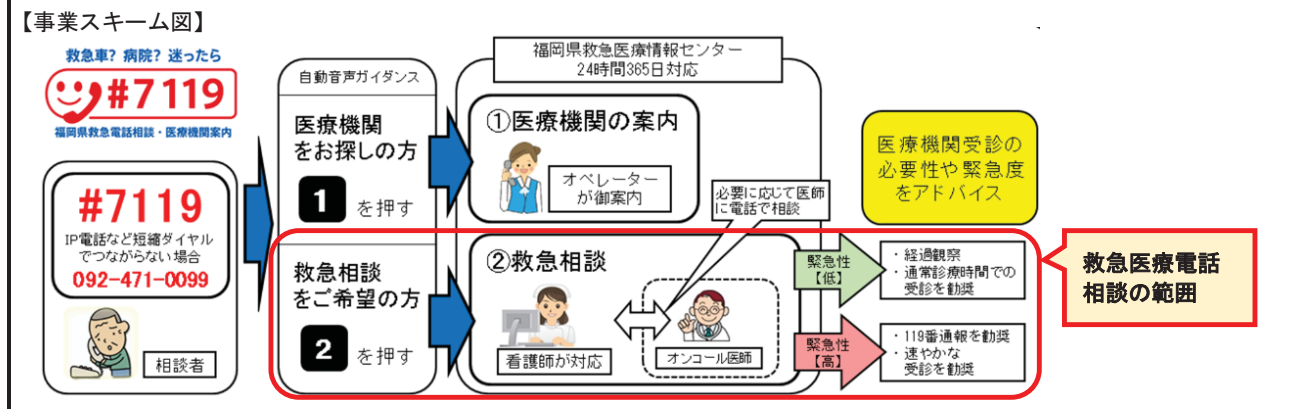 【事業スキーム図】
救急車? 病院? 迷ったら
#7119
福岡県救急電話相談・医療機関案内
#7119
IP電話など短縮ダイヤル
でつながらない場合
092-471-0099
相談者
自動音声ガイダンス
医療機関
をお探しの方
1 を押す
救急相談
をご希望の方
2 を押す
福岡県救急医療情報センター
24時間365日対応
①医療機関の案内
オペレーター
が御案内
必要に応じて医師
に電話で相談
②救急相談
看護師が対応
オンコール医師
医療機関受診の
必要性や緊急度
をアドバイス
緊急性
【低】
・経過観察
・通常診療時間での
受診を勧奨
緊急性
【高】
・119番通報を勧奨
・速やかな
受診を勧奨
救急医療電話
相談の範囲